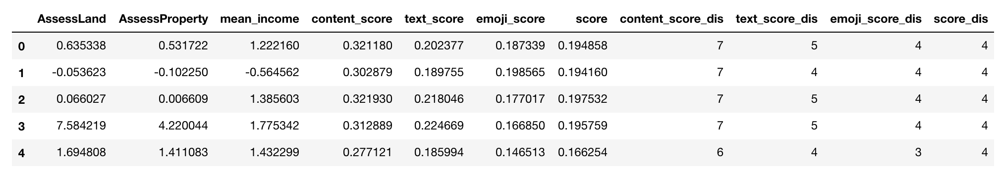 AssessLand AssessProperty mean_income content_score text_score emoji_score score content_score_dis text_score_dis emoji_score_dis score_dis
0 0.635338 0.531722 1.222160 0.321180 0.202377 0.187339 0.194858 7 5 4 4
1 -0.053623 -0.102250 -0.564562 0.302879 0.189755 0.198565 0.194160 7 4 4 4
2 0.066027 0.006609 1.385603 0.321930 0.218046 0.177017 0.197532 7 5 4 4
3 7.584219 4.220044 1.775342 0.312889 0.224669 0.166850 0.195759 7 5 4 4
4 1.694808 1.411083 1.432299 0.277121 0.185994 0.146513 0.166254 6 4 3 4